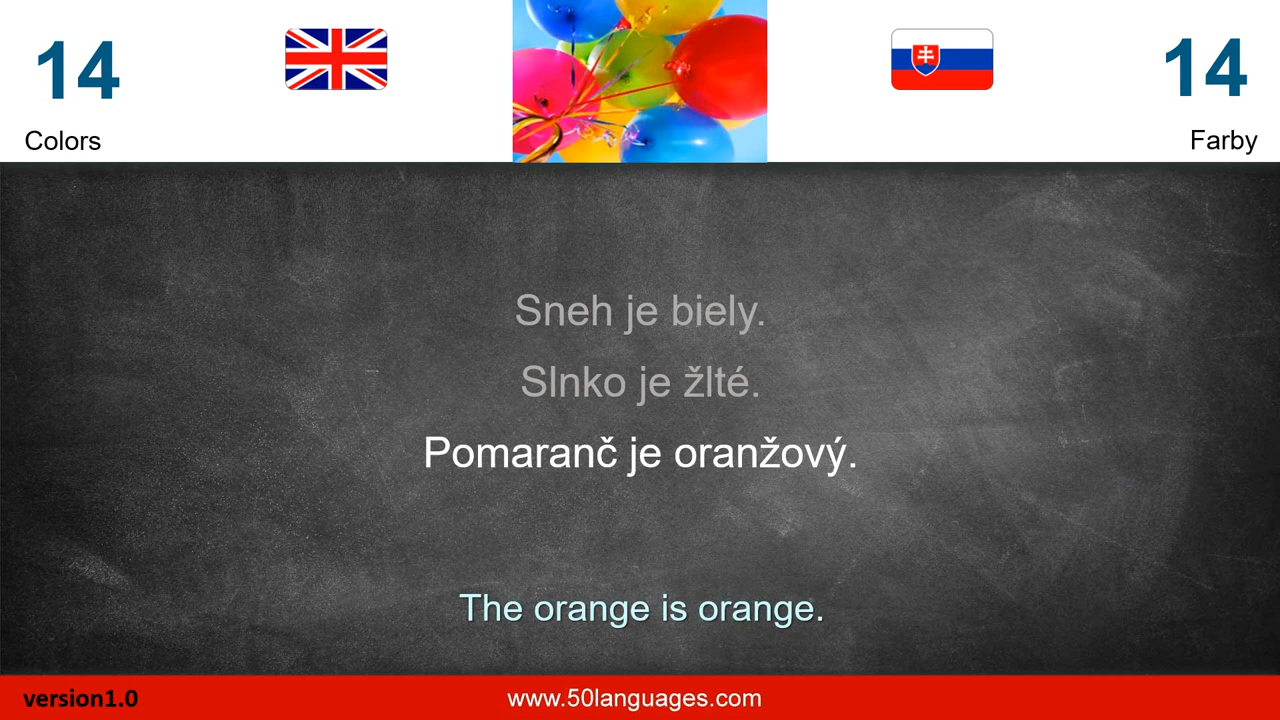 14
14
Colors
Farby
Sneh je biely.
Slnko je žlté.
Pomaranč je oranžový.
The orange is orange.
version1.0
www.50languages.com